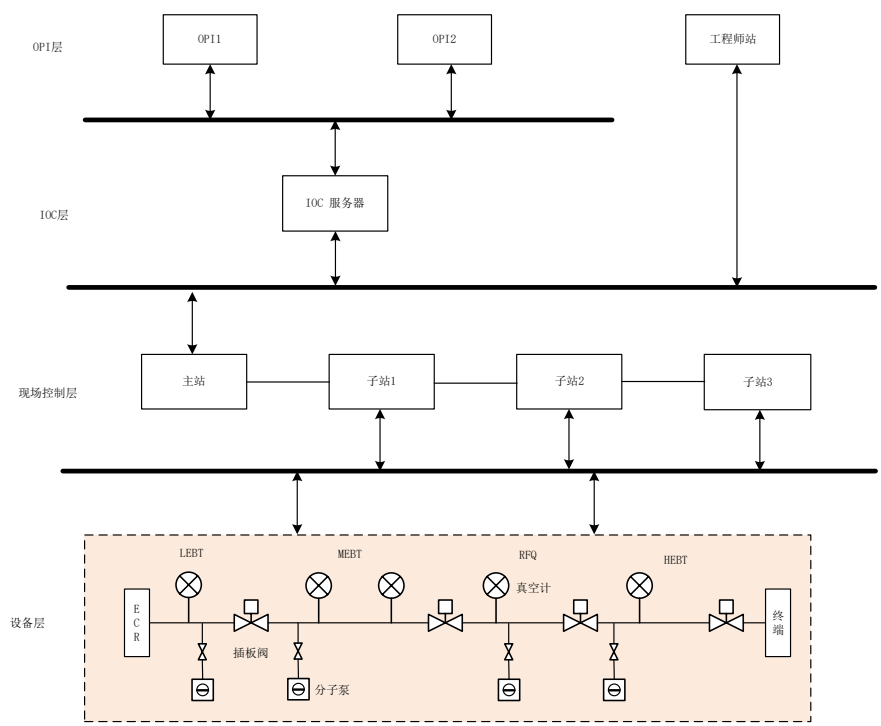 OPI层
OPI1
OPI2
工程师站
IOC层
IOC 服务器
现场控制层
主站
子站1
子站2
子站3
设备层
LEBT
MEBT
RFQ
HEBT
真空计
ECR
终端
插板阀
分子泵